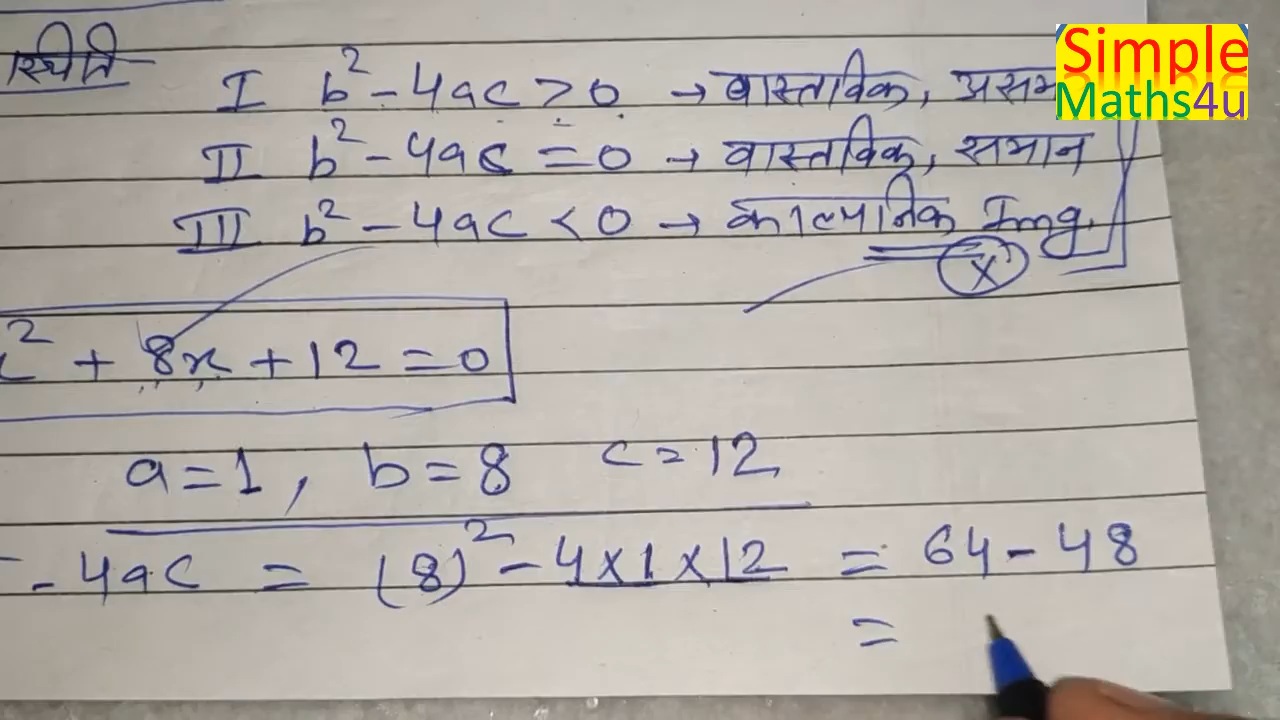 स्थिति
I b² - 4ac > 0 → वास्तविक, असम
II b² - 4ac = 0 → वास्तविक, समान
III b² - 4ac < 0 → काल्पनिक Img.
X
x² + 8x + 12 = 0
a = 1, b = 8 c = 12
- 4ac = (8)² - 4×1×12 = 64 - 48
=
Simple
Maths4u